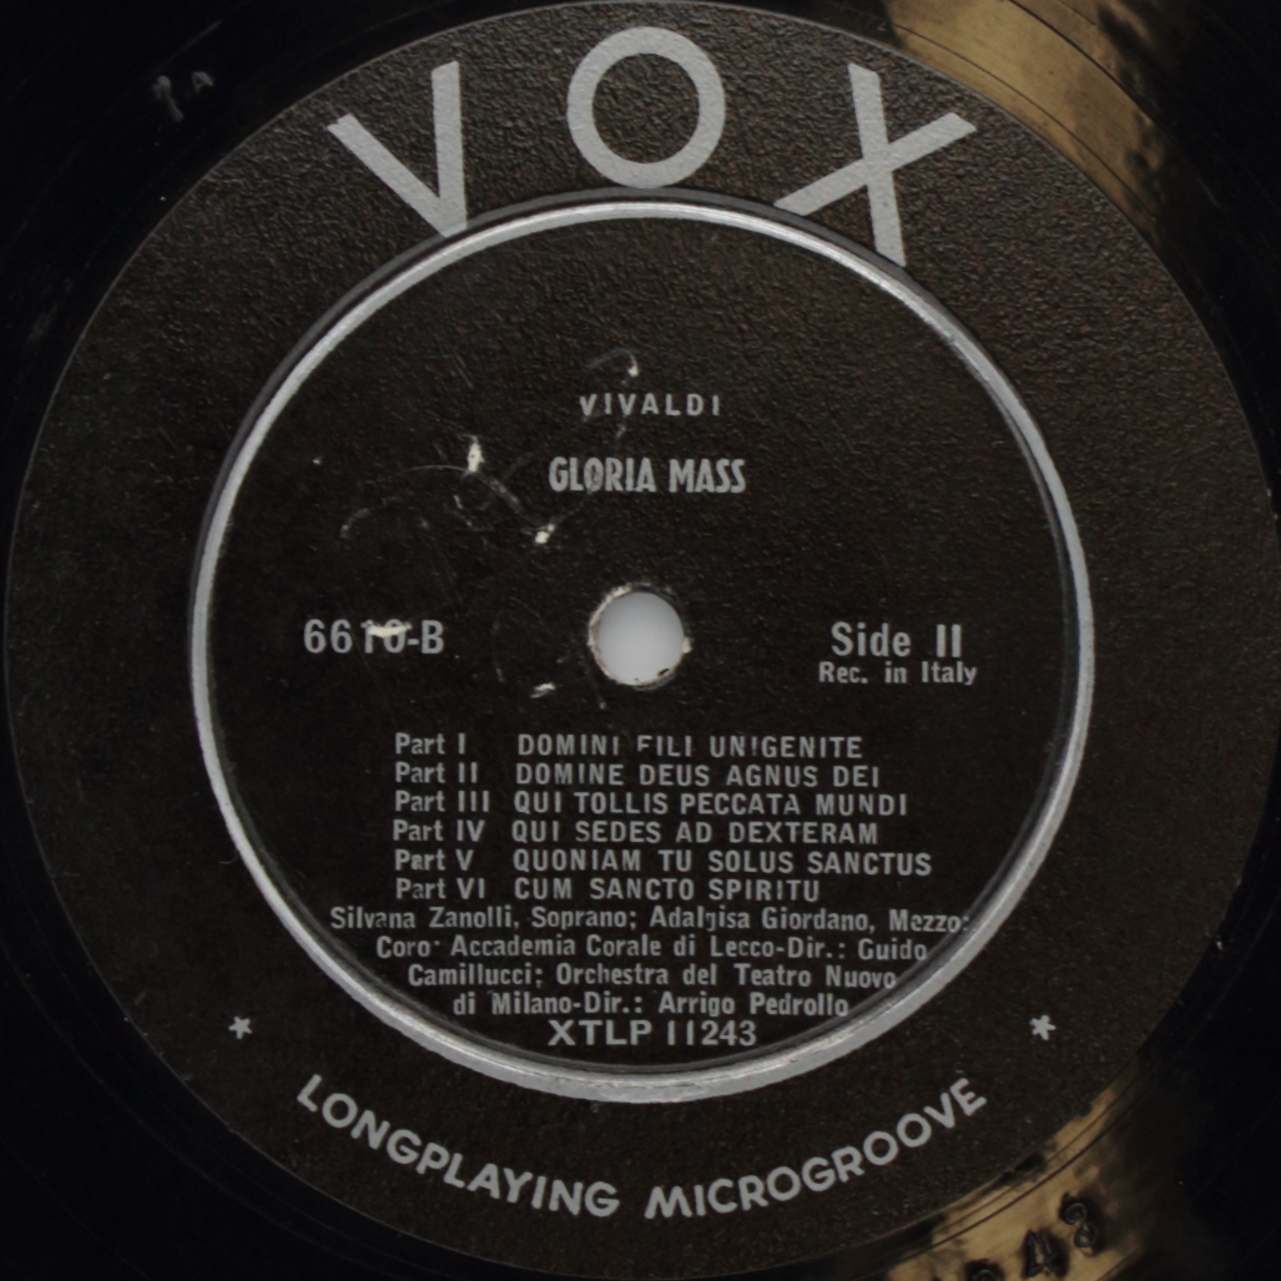 VOX
VIVALDI
GLORIA MASS
6610-B
Side II
Rec. in Italy
Part I DOMINI FILI UNIGENITE
Part II DOMINE DEUS AGNUS DEI
Part III QUI TOLLIS PECCATA MUNDI
Part IV QUI SEDES AD DEXTERAM
Part V QUONIAM TU SOLUS SANCTUS
Part VI CUM SANCTO SPIRITU
Silvana Zanolli, Soprano; Adalgisa Giordano, Mezzo;
Coro: Accademia Corale di Lecco-Dir.: Guido
Camillucci; Orchestra del Teatro Nuovo
di Milano-Dir.: Arrigo Pedrollo
XTLP 11243
LONGPLAYING MICROGROOVE